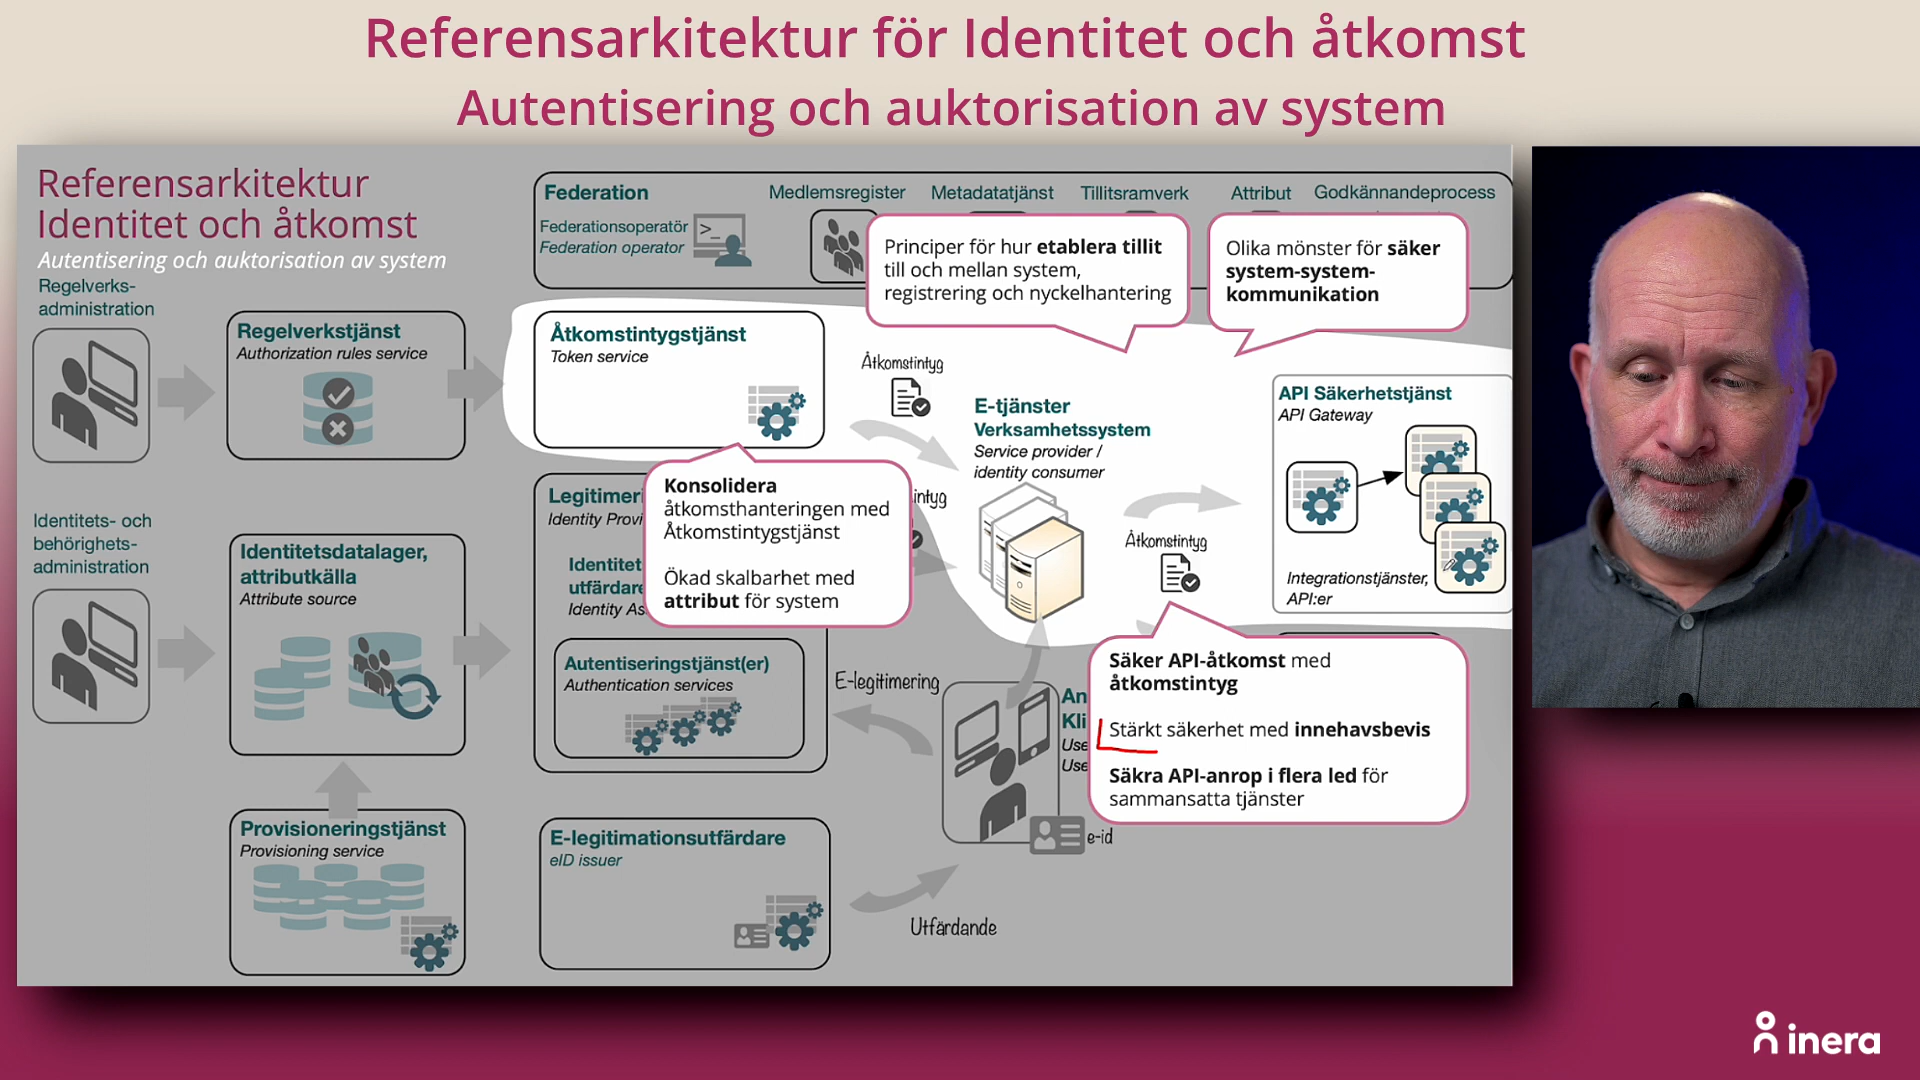 Referensarkitektur för Identitet och åtkomst
Autentisering och auktorisation av system
Referensarkitektur
Identitet och åtkomst
Autentisering och auktorisation av system
Regelverks-
administration
Federation
Federationsoperatör
Federation operator
Medlemsregister
Metadatatjänst
Tillitsramverk
Attribut
Godkännandeprocess
Principer för hur etablera tillit
till och mellan system,
registrering och nyckelhantering
Olika mönster för säker
system-system-
kommunikation
Regelverkstjänst
Authorization rules service
Åtkomstintygstjänst
Token service
Åtkomstintyg
E-tjänster
Verksamhetssystem
Service provider /
identity consumer
API Säkerhetstjänst
API Gateway
Integrationstjänster,
API:er
Åtkomstintyg
Konsolidera
åtkomsthanteringen med
Åtkomstintygstjänst
Ökad skalbarhet med
attribut för system
Identitets- och
behörighets-
administration
Identitetsdatalager,
attributkälla
Attribute source
Autentiseringstjänst(er)
Authentication services
E-legitimering
Säker API-åtkomst med
åtkomstintyg
Stärkt säkerhet med innehavsbevis
Säkra API-anrop i flera led för
sammansatta tjänster
e-id
Provisioneringstjänst
Provisioning service
E-legitimationsutfärdare
eID issuer
Utfärdande
inera